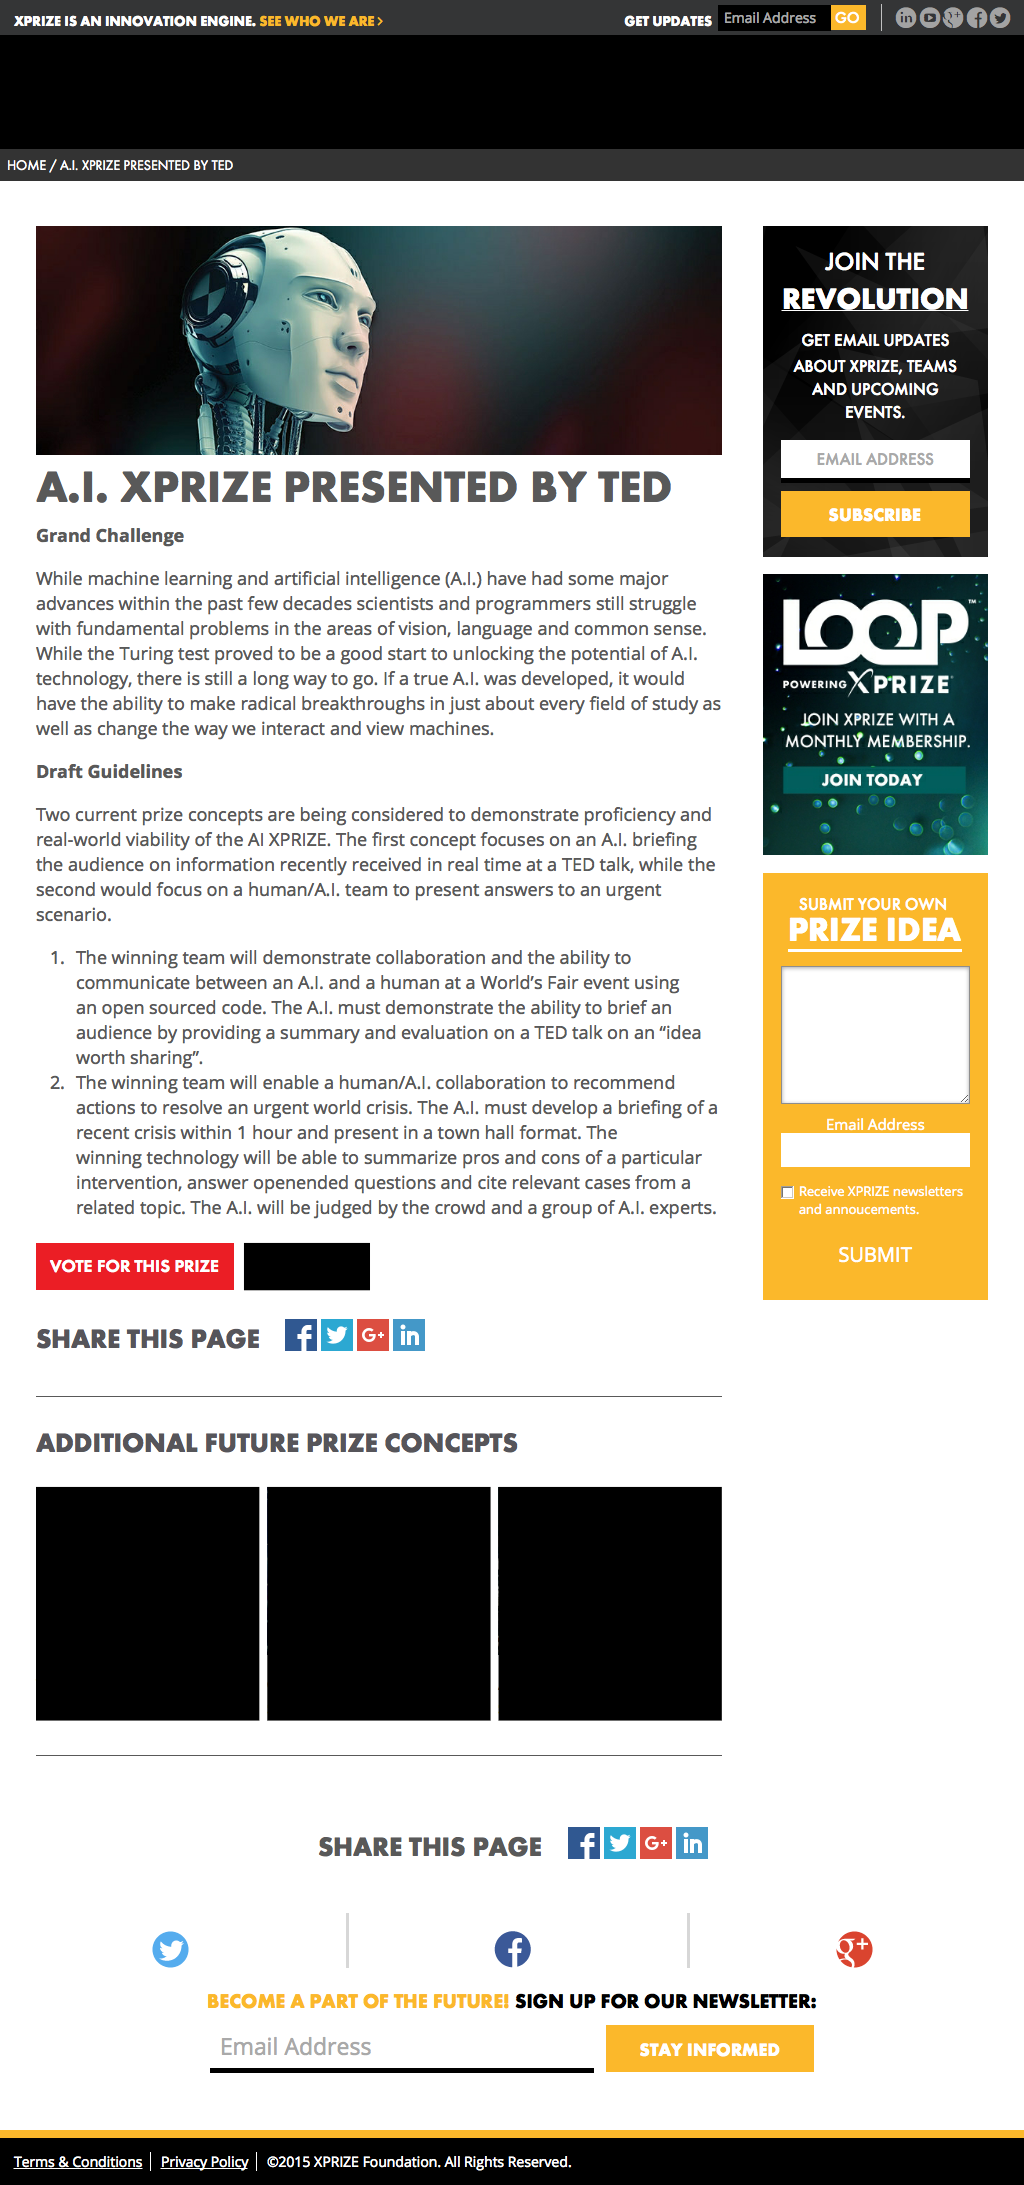 XPRIZE IS AN INNOVATION ENGINE. SEE WHO WE ARE >
GET UPDATES Email Address GO
HOME / A.I. XPRIZE PRESENTED BY TED
A.I. XPRIZE PRESENTED BY TED
Grand Challenge
While machine learning and artificial intelligence (A.I.) have had some major
advances within the past few decades scientists and programmers still struggle
with fundamental problems in the areas of vision, language and common sense.
While the Turing test proved to be a good start to unlocking the potential of A.I.
technology, there is still a long way to go. If a true A.I. was developed, it would
have the ability to make radical breakthroughs in just about every field of study as
well as change the way we interact and view machines.
Draft Guidelines
Two current prize concepts are being considered to demonstrate proficiency and
real-world viability of the AI XPRIZE. The first concept focuses on an A.I. briefing
the audience on information recently received in real time at a TED talk, while the
second would focus on a human/A.I. team to present answers to an urgent
scenario.
1. The winning team will demonstrate collaboration and the ability to
communicate between an A.I. and a human at a World's Fair event using
an open sourced code. The A.I. must demonstrate the ability to brief an
audience by providing a summary and evaluation on a TED talk on an “idea
worth sharing”.
2. The winning team will enable a human/A.I. collaboration to recommend
actions to resolve an urgent world crisis. The A.I. must develop a briefing of a
recent crisis within 1 hour and present in a town hall format. The
winning technology will be able to summarize pros and cons of a particular
intervention, answer openended questions and cite relevant cases from a
related topic. The A.I. will be judged by the crowd and a group of A.I. experts.
VOTE FOR THIS PRIZE
SHARE THIS PAGE
ADDITIONAL FUTURE PRIZE CONCEPTS
JOIN THE
REVOLUTION
GET EMAIL UPDATES
ABOUT XPRIZE, TEAMS
AND UPCOMING
EVENTS.
EMAIL ADDRESS
SUBSCRIBE
LOOP™
POWERING XPRIZE
JOIN XPRIZE WITH A
MONTHLY MEMBERSHIP.
JOIN TODAY
SUBMIT YOUR OWN
PRIZE IDEA
Email Address
Receive XPRIZE newsletters
and annoucements.
SUBMIT
SHARE THIS PAGE
BECOME A PART OF THE FUTURE! SIGN UP FOR OUR NEWSLETTER:
Email Address
STAY INFORMED
Terms & Conditions | Privacy Policy | ©2015 XPRIZE Foundation. All Rights Reserved.